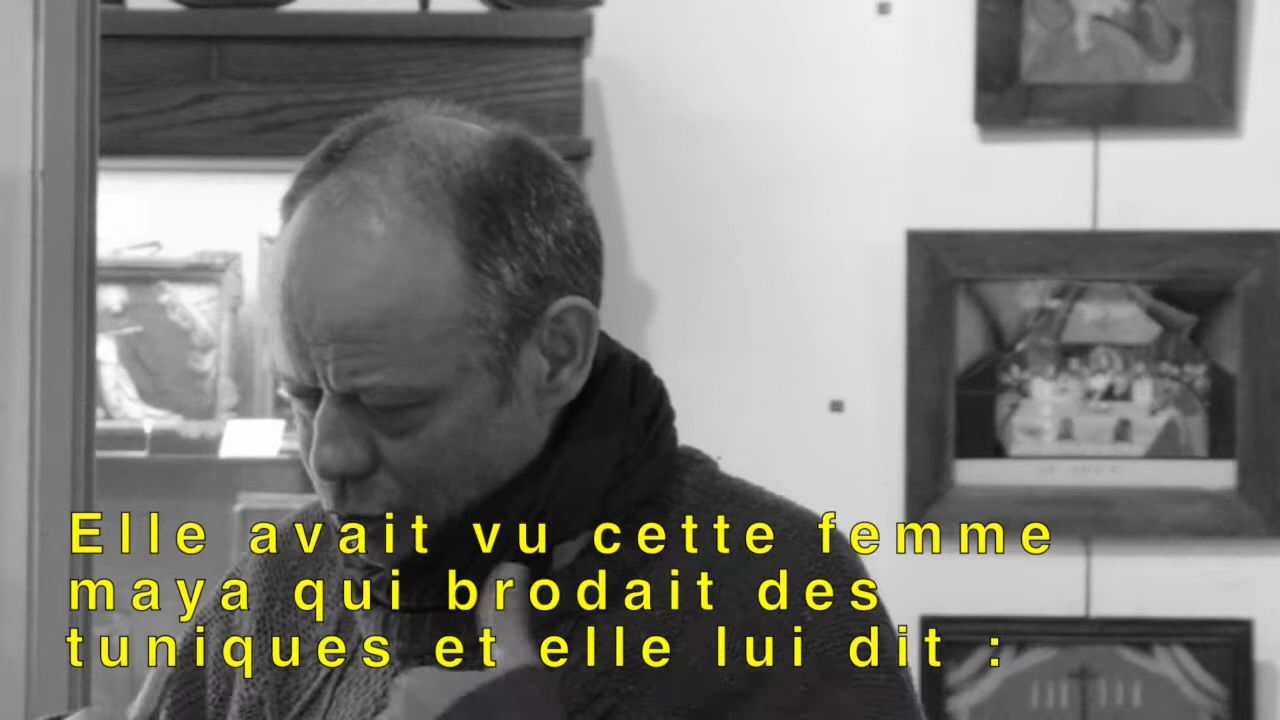 Elle avait vu cette femme
maya qui brodait des
tuniques et elle lui dit :